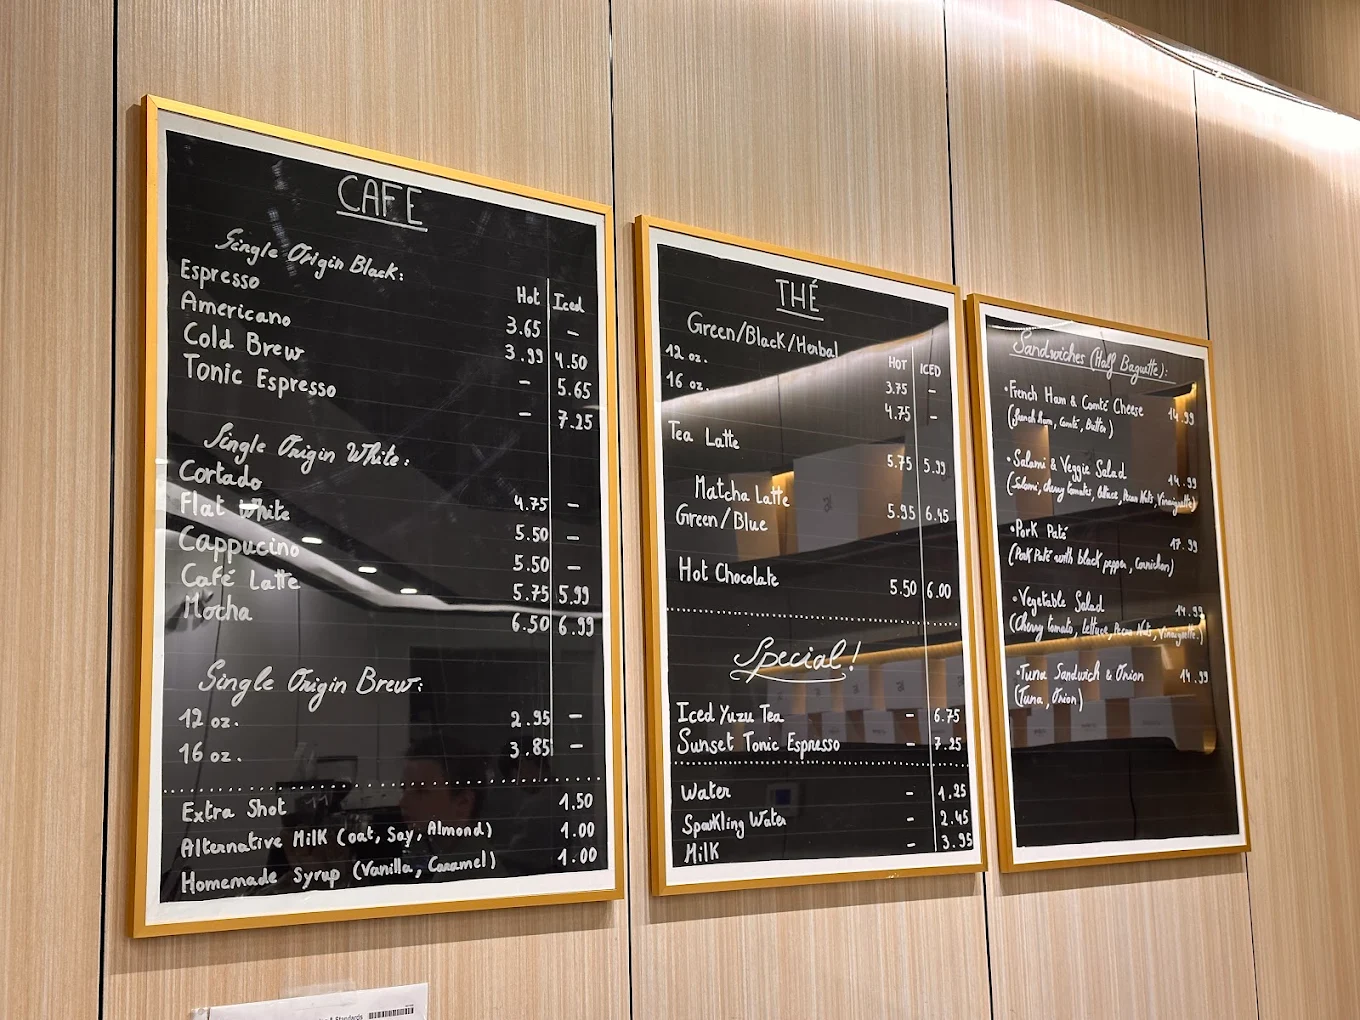 CAFE
Single Origin Black:
Hot Iced
Espresso 3.65 –
Americano 3.99 4.50
Cold Brew – 5.65
Tonic Espresso – 7.25
Single Origin White:
Cortado 4.75 –
Flat White 5.50 –
Cappucino 5.50 –
Café Latte 5.75 5.99
Mocha 6.50 6.99
Single Origin Brew:
12 oz. 2.95 –
16 oz. 3.85 –
Extra Shot 1.50
Alternative Milk (oat, Soy, Almond) 1.00
Homemade Syrup (Vanilla, Caramel) 1.00
THÉ
Green/Black/Herbal
HOT ICED
12 oz. 3.75 –
16 oz. 4.75 –
Tea Latte 5.75 5.99
Matcha Latte
Green/Blue 5.95 6.45
Hot Chocolate 5.50 6.00
Special!
Iced Yuzu Tea – 6.75
Sunset Tonic Espresso – 7.25
Water – 1.25
Sparkling Water – 2.45
Milk – 3.95
Sandwiches (Half Baguette):
•French Ham & Comté Cheese 14.99
(french ham, comté, Butter)
•Salami & Veggie Salad 14.99
(Salami, cherry tomatoes, lettuce, Pecan Nuts, Vinaigrette)
•Pork Paté 17.99
(Pork Paté with black pepper, Cornichon)
•Vegetable Salad 14.99
(Cherry tomato, lettuce, Pecan Nuts, Vinaigrette.)
•Tuna Sandwich & Onion 14.99
(Tuna, Onion)
& Standards